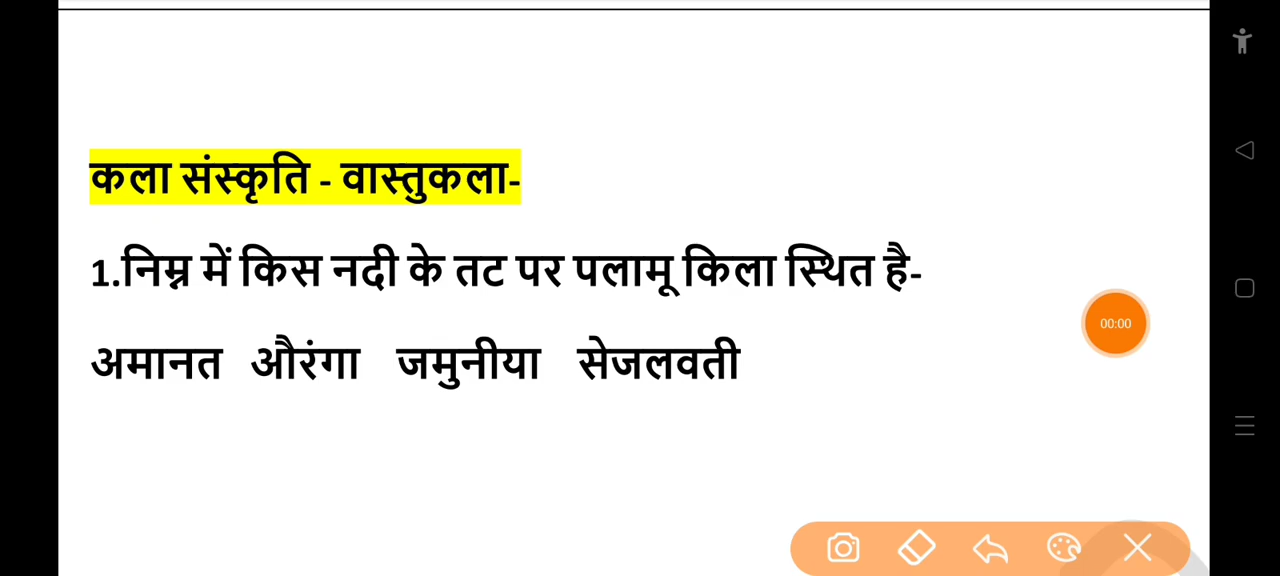 कला संस्कृति - वास्तुकला-
1.निम्न में किस नदी के तट पर पलामू किला स्थित है-
अमानत औरंगा जमुनीया सेजलवती
00:00